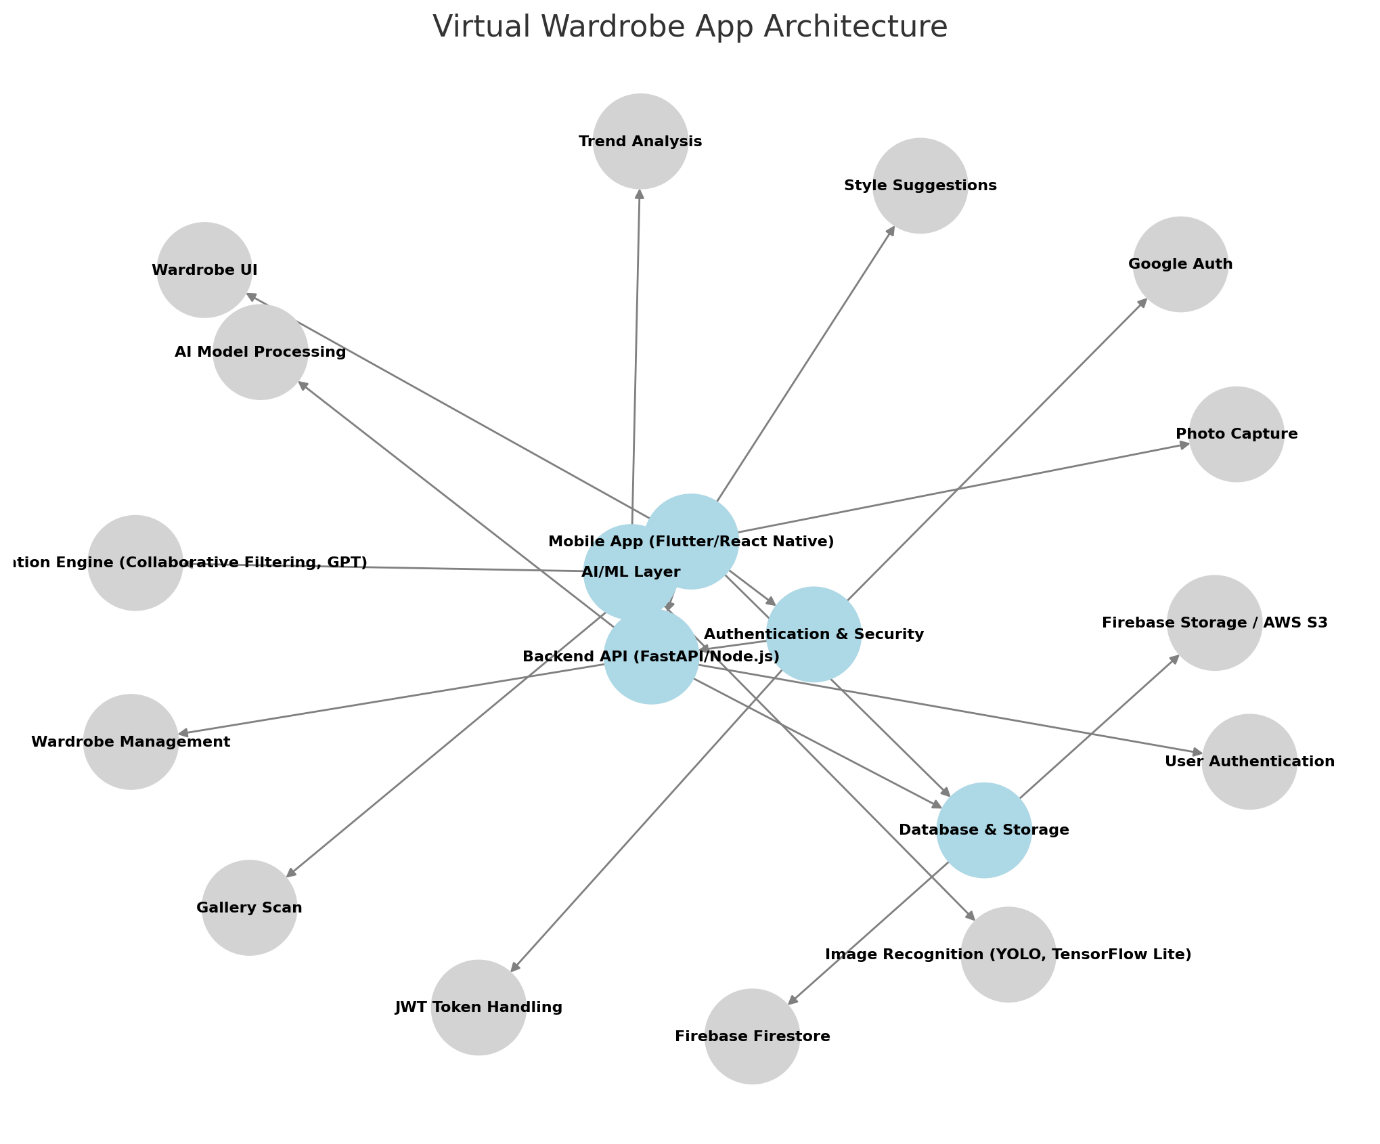 Virtual Wardrobe App Architecture
Trend Analysis
Style Suggestions
Google Auth
Wardrobe UI
AI Model Processing
Photo Capture
Mobile App (Flutter/React Native)
ation Engine (Collaborative Filtering, GPT)
AI/ML Layer
Firebase Storage / AWS S3
Authentication & Security
Backend API (FastAPI/Node.js)
Wardrobe Management
User Authentication
Database & Storage
Gallery Scan
Image Recognition (YOLO, TensorFlow Lite)
JWT Token Handling
Firebase Firestore